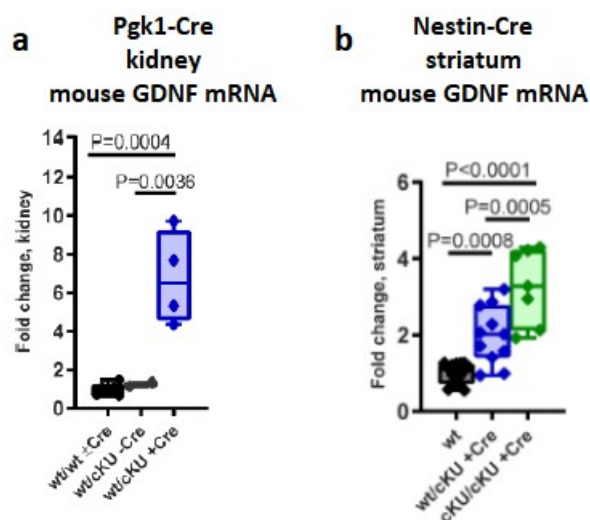 a
Pgk1-Cre
kidney
mouse GDNF mRNA
Fold change, kidney
14
12
10
8
6
4
2
0
P=0.0004
P=0.0036
wt/wt ±Cre
wt/cKU -Cre
wt/cKU +Cre
b
Nestin-Cre
striatum
mouse GDNF mRNA
Fold change, striatum
6
4
2
0
P<0.0001
P=0.0005
P=0.0008
wt
wt/cKU +Cre
cKU/cKU +Cre